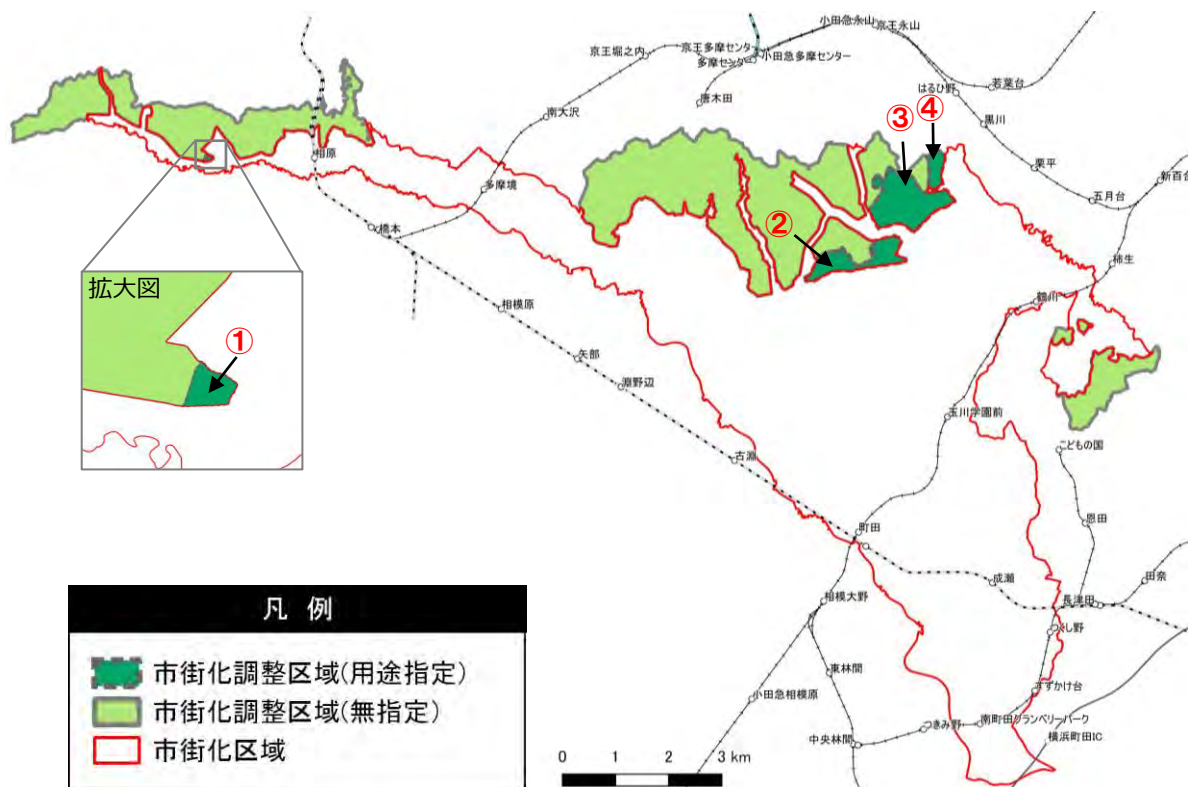 小田急永山
京王永山
京王多摩センター
小田急多摩センター
多摩センター
京王堀之内
唐木田
若葉台
はるひ野
黒川
南大沢
③
④
栗平
新百合
五月台
相原
多摩境
②
柿生
橋本
鶴川
拡大図
①
相模原
矢部
淵野辺
玉川学園前
こどもの国
古淵
恩田
町田
成瀬
田奈
長津田
相模大野
つくし野
東林間
すずかけ台
小田急相模原
つきみ野
南町田グランベリーパーク
中央林間
横浜町田IC
凡 例
市街化調整区域(用途指定)
市街化調整区域(無指定)
市街化区域
0 1 2 3 km